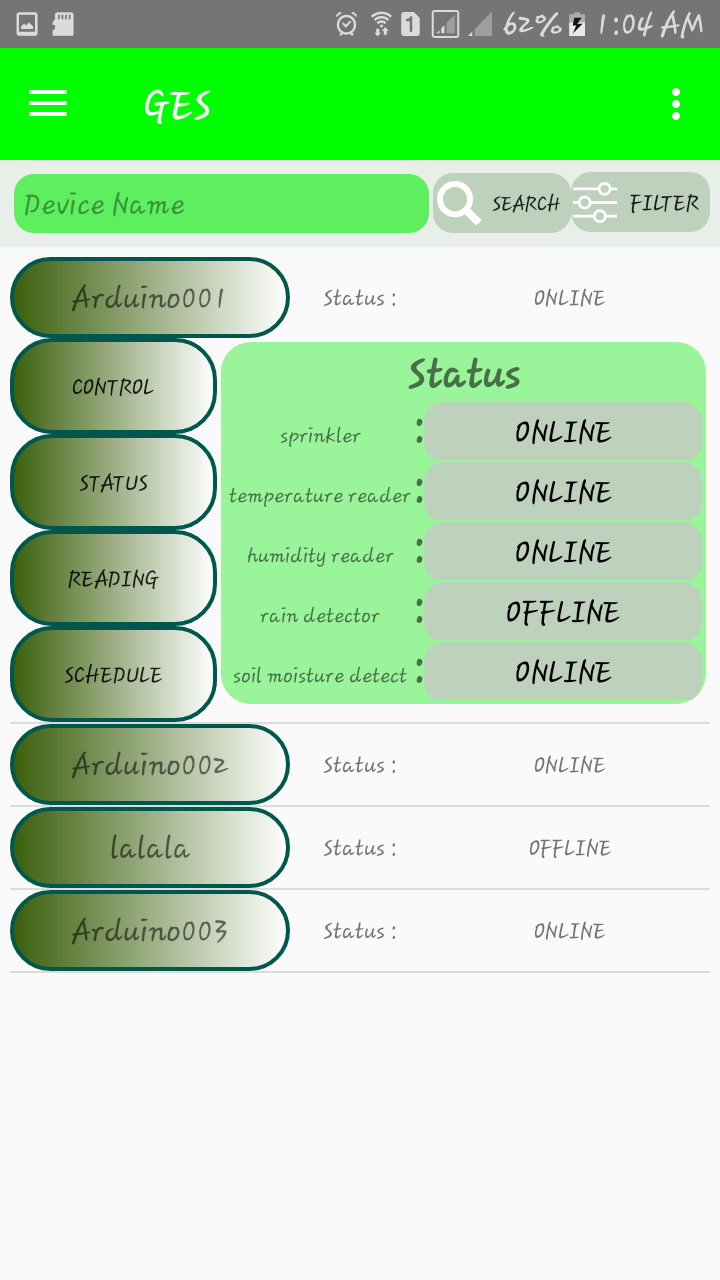 1 62% 1:04 AM
GES
Device Name SEARCH FILTER
Arduino001 Status : ONLINE
CONTROL
STATUS
READING
SCHEDULE
Status
sprinkler : ONLINE
temperature reader : ONLINE
humidity reader : ONLINE
rain detector : OFFLINE
soil moisture detect : ONLINE
Arduino002 Status : ONLINE
lalala Status : OFFLINE
Arduino003 Status : ONLINE